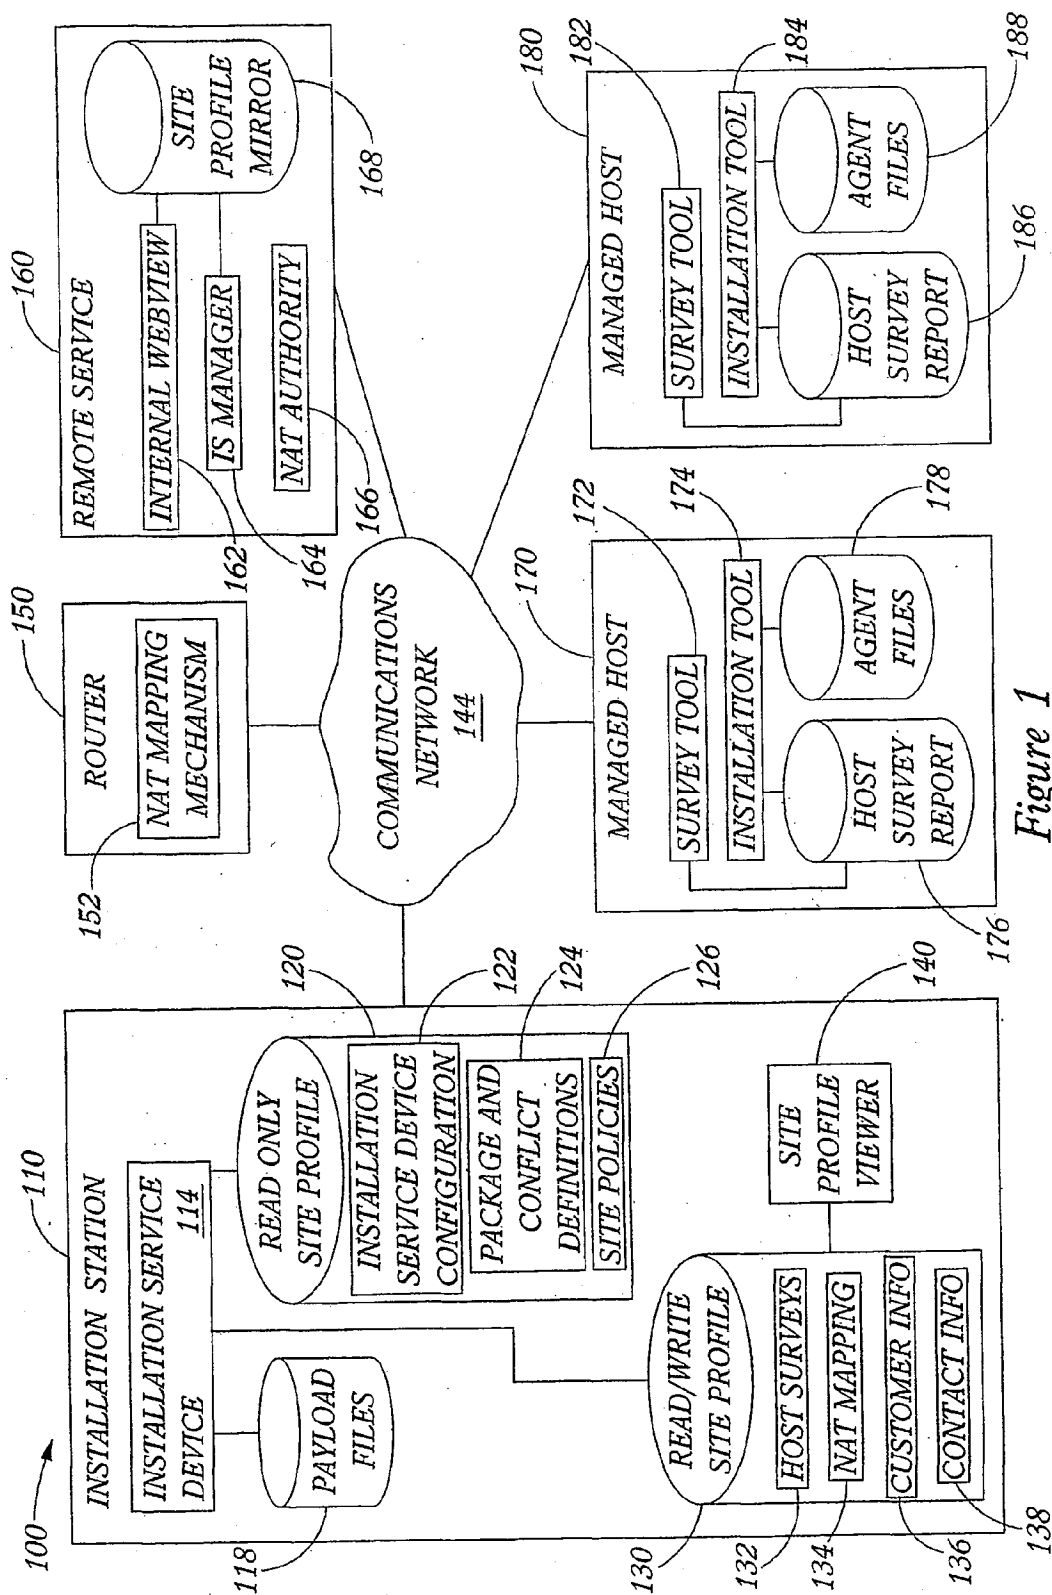 100
INSTALLATION STATION
110
INSTALLATION SERVICE
DEVICE
114
PAYLOAD
FILES
118
READ ONLY
SITE PROFILE
120
INSTALLATION
SERVICE DEVICE
CONFIGURATION
122
PACKAGE AND
CONFLICT
DEFINITIONS
124
SITE POLICIES
126
READ/WRITE
SITE PROFILE
130
HOST SURVEYS
132
NAT MAPPING
134
CUSTOMER INFO
136
CONTACT INFO
138
SITE
PROFILE
VIEWER
140
ROUTER
150
NAT MAPPING
MECHANISM
152
COMMUNICATIONS
NETWORK
144
REMOTE SERVICE
160
INTERNAL WEBVIEW
162
IS MANAGER
164
NAT AUTHORITY
166
SITE
PROFILE
MIRROR
168
MANAGED HOST
170
SURVEY TOOL
172
INSTALLATION TOOL
174
HOST
SURVEY
REPORT
176
AGENT
FILES
178
MANAGED HOST
180
SURVEY TOOL
182
INSTALLATION TOOL
184
HOST
SURVEY
REPORT
186
AGENT
FILES
188
Figure 1